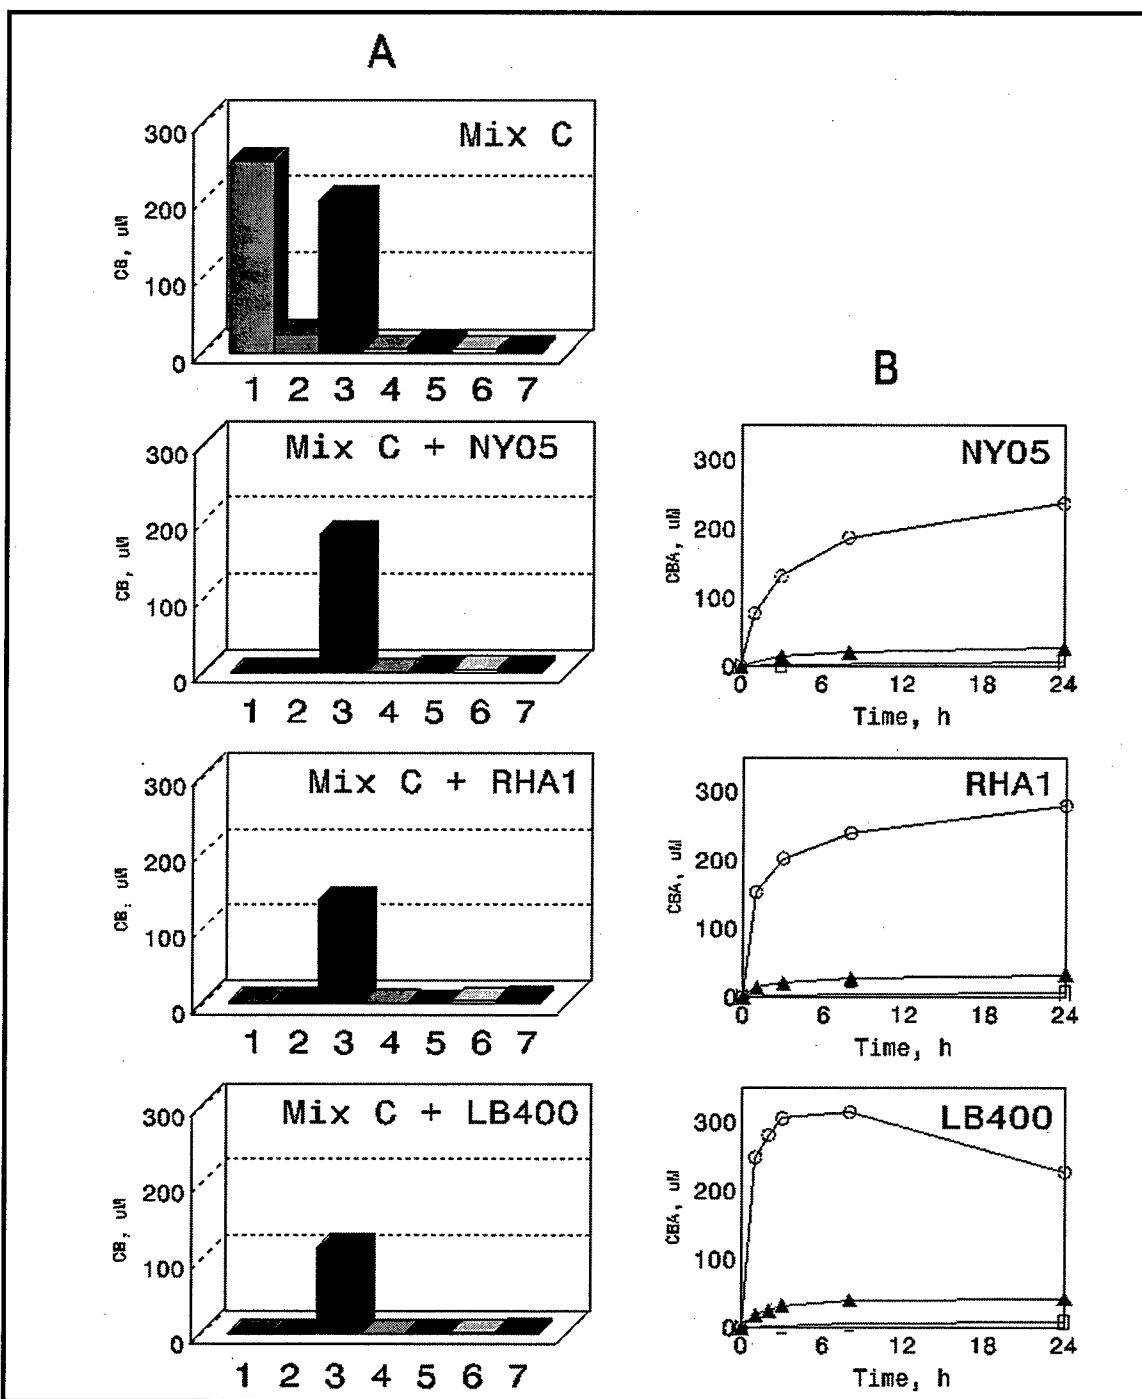 A
Mix C
300
200
100
0
CB, uM
1 2 3 4 5 6 7
Mix C + NY05
300
200
100
0
CB, uM
1 2 3 4 5 6 7
Mix C + RHA1
300
200
100
0
CB, uM
1 2 3 4 5 6 7
Mix C + LB400
300
200
100
0
CB, uM
1 2 3 4 5 6 7
B
NY05
300
200
100
0
CBA, uM
0 6 12 18 24
Time, h
RHA1
300
200
100
0
CBA, uM
0 6 12 18 24
Time, h
LB400
300
200
100
0
CBA, uM
0 6 12 18 24
Time, h